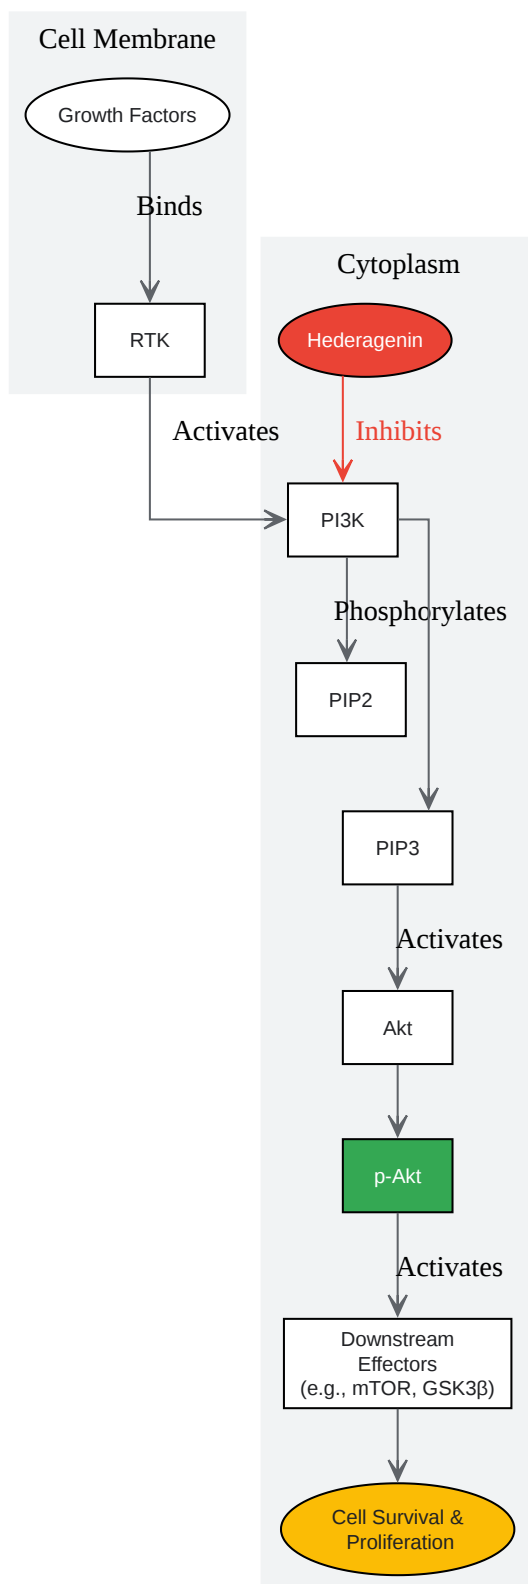 Cell Membrane
Growth Factors
Binds
Cytoplasm
RTK
Hederagenin
Activates
Inhibits
PI3K
Phosphorylates
PIP2
PIP3
Activates
Akt
p-Akt
Activates
Downstream
Effectors
(e.g., mTOR, GSK3β)
Cell Survival &
Proliferation